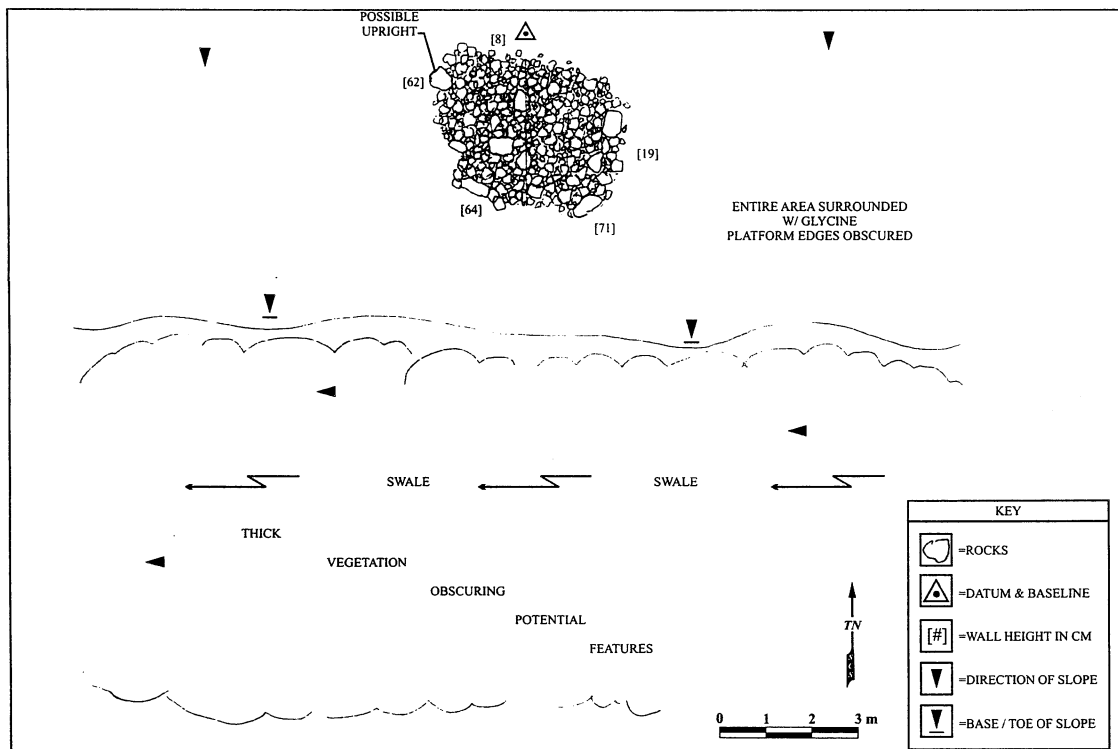 POSSIBLE
UPRIGHT
[8]
[62]
[19]
[64]
[71]
ENTIRE AREA SURROUNDED
W/ GLYCINE
PLATFORM EDGES OBSCURED
SWALE
SWALE
THICK
VEGETATION
OBSCURING
POTENTIAL
FEATURES
TN
0 1 2 3 m
KEY
=ROCKS
=DATUM & BASELINE
[#] =WALL HEIGHT IN CM
=DIRECTION OF SLOPE
=BASE / TOE OF SLOPE